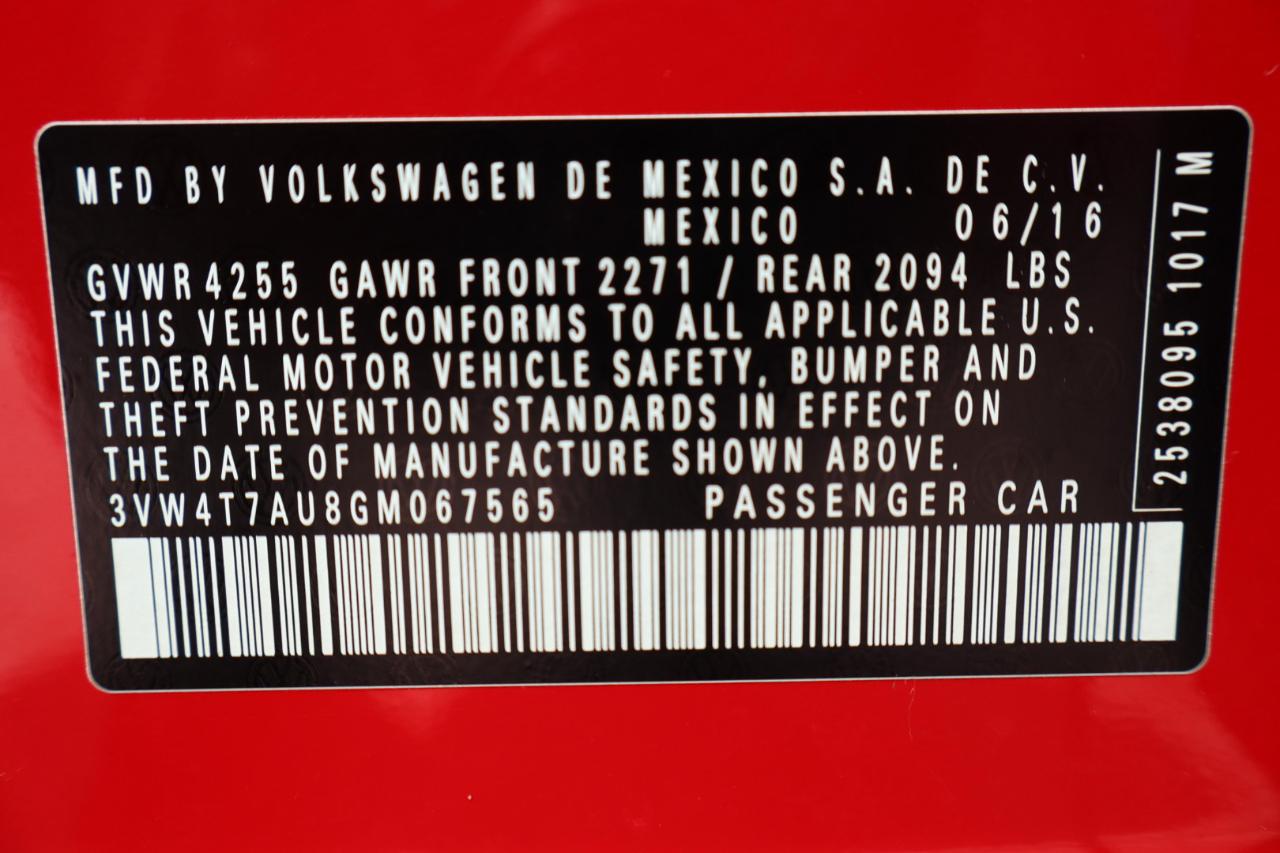 MFD BY VOLKSWAGEN DE MEXICO S.A. DE C.V.
MEXICO 06/16
GVWR 4255 GAWR FRONT 2271 / REAR 2094 LBS
THIS VEHICLE CONFORMS TO ALL APPLICABLE U.S.
FEDERAL MOTOR VEHICLE SAFETY, BUMPER AND
THEFT PREVENTION STANDARDS IN EFFECT ON
THE DATE OF MANUFACTURE SHOWN ABOVE.
3VW4T7AU8GM067565 PASSENGER CAR
2538095 1017 M